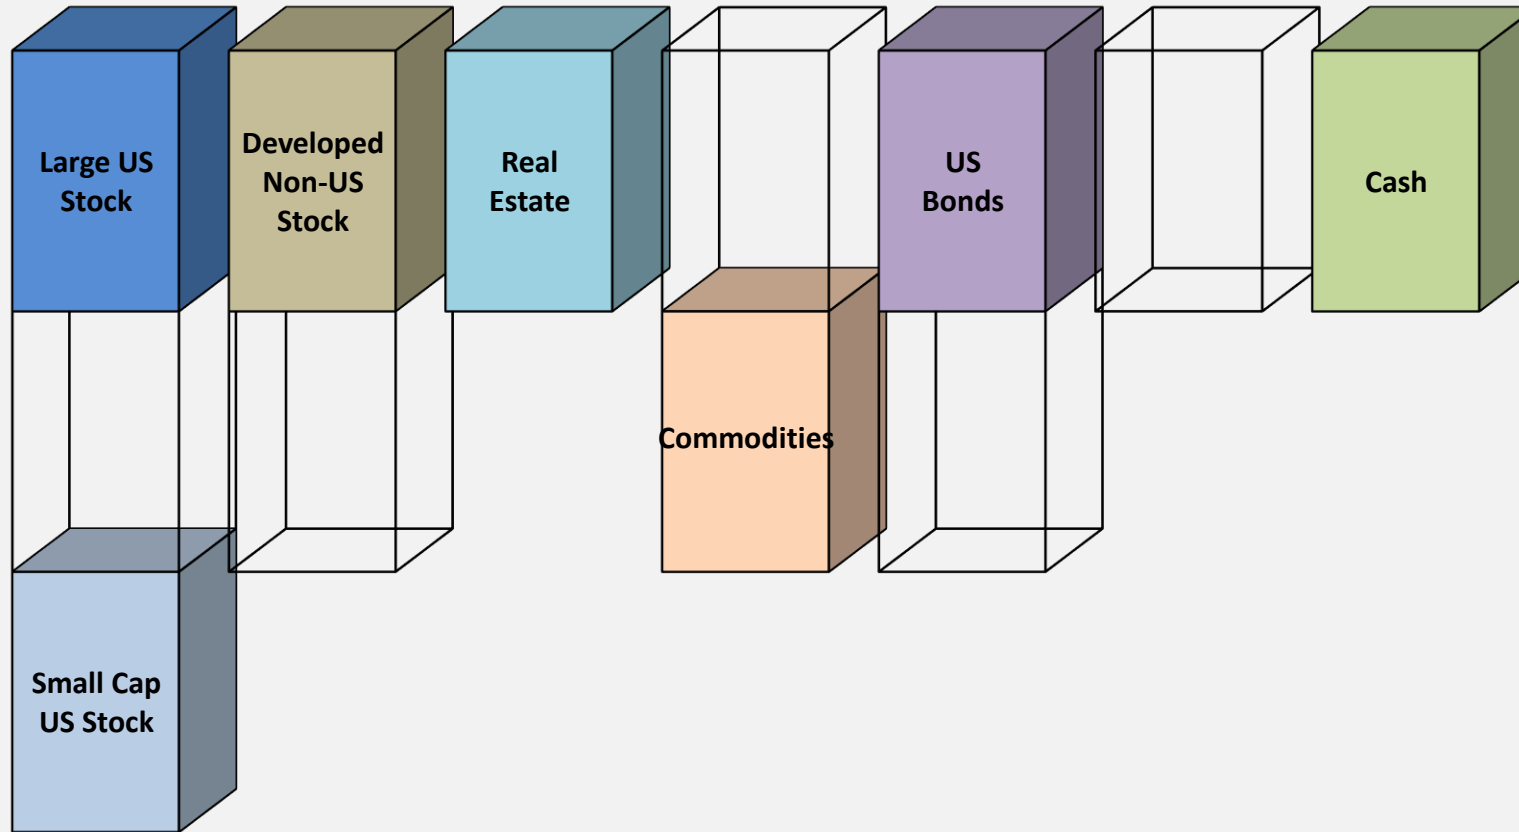 Large US
Stock
Developed
Non-US
Stock
Real
Estate
US
Bonds
Cash
Commodities
Small Cap
US Stock